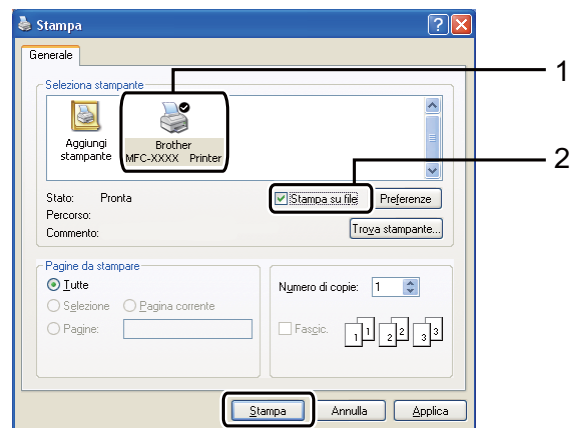 Stampa
Generale
Seleziona stampante
Aggiungi
stampante
Brother
MFC-XXXX Printer
1
2
Stato: Pronta
Percorso:
Commento:
Stampa su file
Preferenze
Trova stampante...
Pagine da stampare
Tutte
Selezione
Pagina corrente
Pagine:
Numero di copie: 1
Fascic.
1 1 2 2 3 3
Stampa
Annulla
Applica